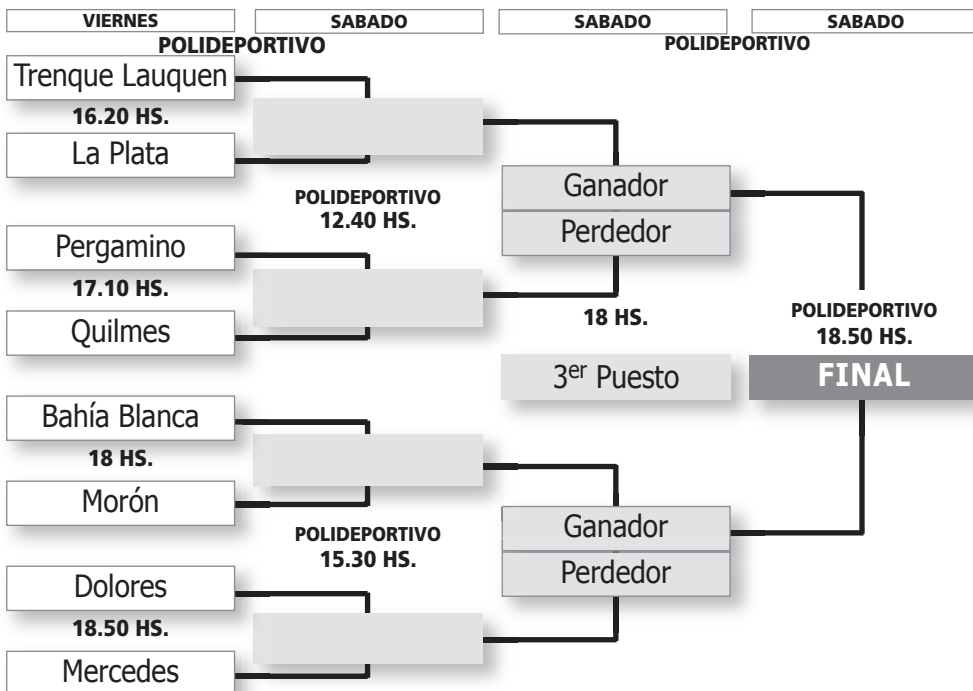 VIERNES
SABADO
SABADO
SABADO
POLIDEPORTIVO
POLIDEPORTIVO
Trenque Lauquen
16.20 HS.
La Plata
POLIDEPORTIVO
12.40 HS.
Pergamino
17.10 HS.
Quilmes
Ganador
Perdedor
18 HS.
3er Puesto
POLIDEPORTIVO
18.50 HS.
FINAL
Bahía Blanca
18 HS.
Morón
POLIDEPORTIVO
15.30 HS.
Dolores
18.50 HS.
Mercedes
Ganador
Perdedor